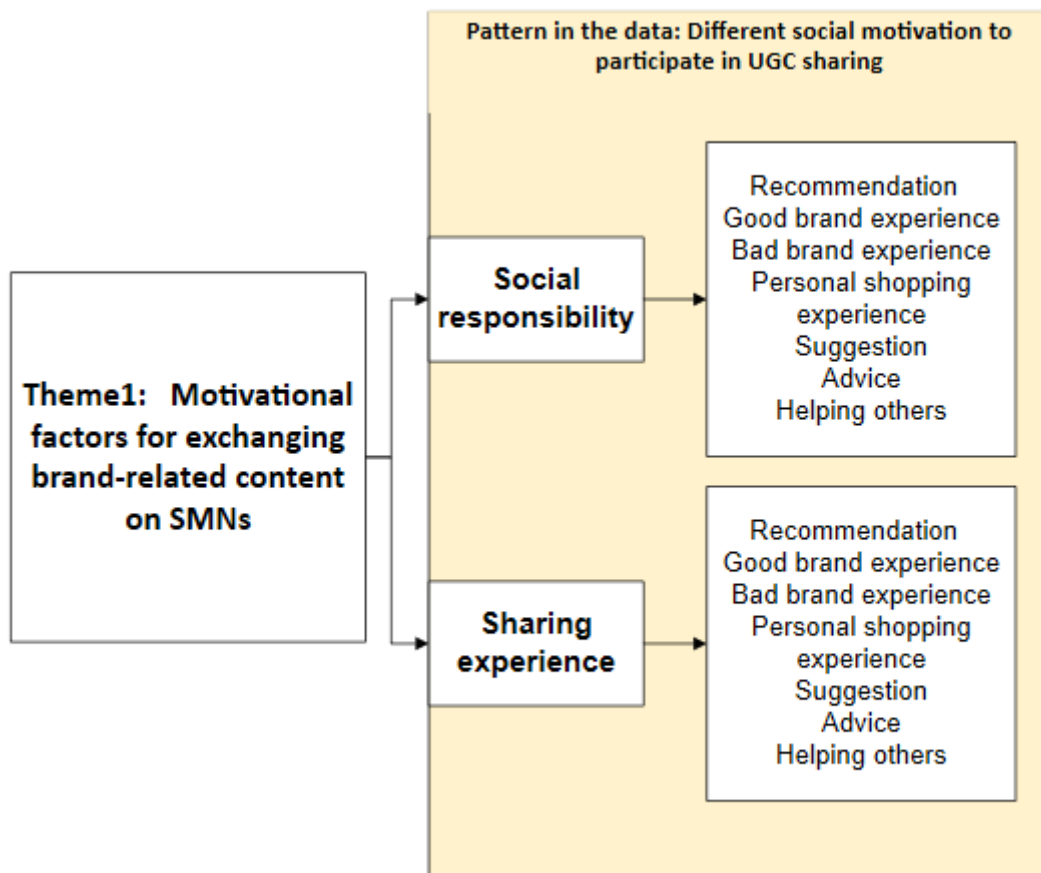 Pattern in the data: Different social motivation to
participate in UGC sharing
Theme1: Motivational
factors for exchanging
brand-related content
on SMNs
Social
responsibility
Recommendation
Good brand experience
Bad brand experience
Personal shopping
experience
Suggestion
Advice
Helping others
Sharing
experience
Recommendation
Good brand experience
Bad brand experience
Personal shopping
experience
Suggestion
Advice
Helping others